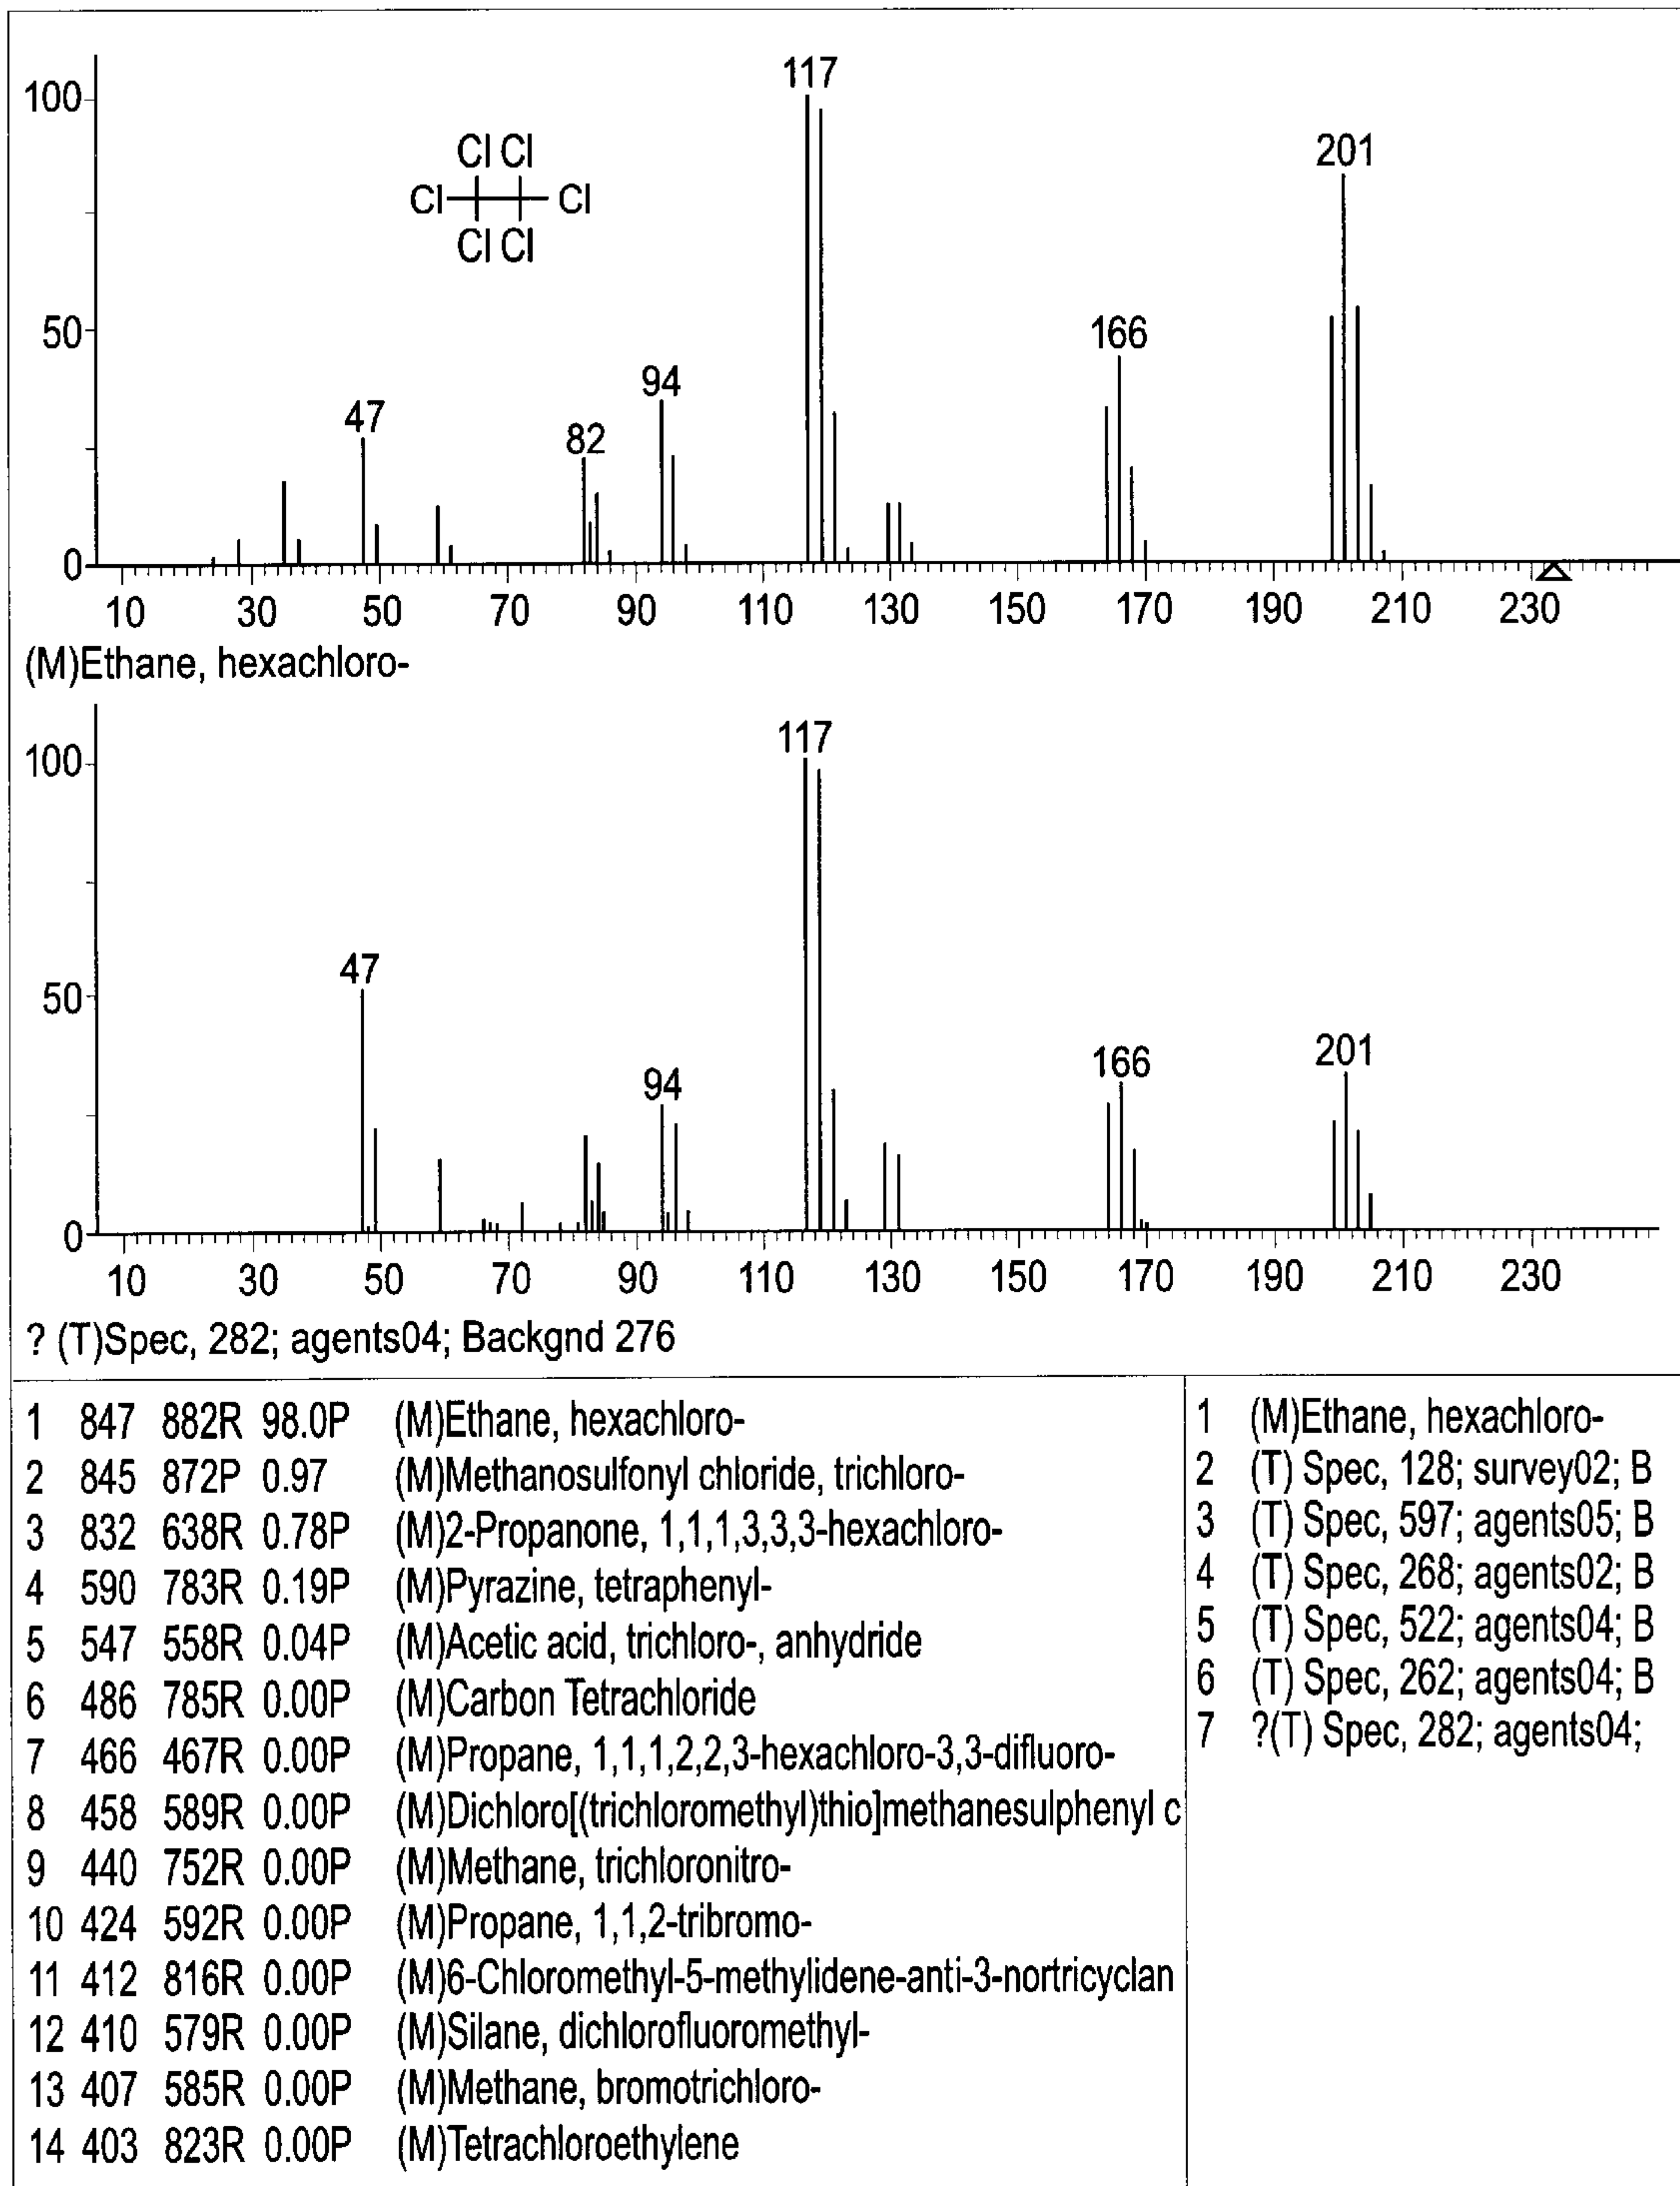 117
100
Cl Cl
Cl Cl
Cl Cl
201
50
166
94
47
82
0
10 30 50 70 90 110 130 150 170 190 210 230
(M)Ethane, hexachloro-
117
100
47
50
201
166
94
0
10 30 50 70 90 110 130 150 170 190 210 230
? (T)Spec, 282; agents04; Backgnd 276
1 847 882R 98.0P (M)Ethane, hexachloro-
2 845 872P 0.97 (M)Methanosulfonyl chloride, trichloro-
3 832 638R 0.78P (M)2-Propanone, 1,1,1,3,3,3-hexachloro-
4 590 783R 0.19P (M)Pyrazine, tetraphenyl-
5 547 558R 0.04P (M)Acetic acid, trichloro-, anhydride
6 486 785R 0.00P (M)Carbon Tetrachloride
7 466 467R 0.00P (M)Propane, 1,1,1,2,2,3-hexachloro-3,3-difluoro-
8 458 589R 0.00P (M)Dichloro[(trichloromethyl)thio]methanesulphenyl c
9 440 752R 0.00P (M)Methane, trichloronitro-
10 424 592R 0.00P (M)Propane, 1,1,2-tribromo-
11 412 816R 0.00P (M)6-Chloromethyl-5-methylidene-anti-3-nortricyclan
12 410 579R 0.00P (M)Silane, dichlorofluoromethyl-
13 407 585R 0.00P (M)Methane, bromotrichloro-
14 403 823R 0.00P (M)Tetrachloroethylene
1 (M)Ethane, hexachloro-
2 (T) Spec, 128; survey02; B
3 (T) Spec, 597; agents05; B
4 (T) Spec, 268; agents02; B
5 (T) Spec, 522; agents04; B
6 (T) Spec, 262; agents04; B
7 ?(T) Spec, 282; agents04;